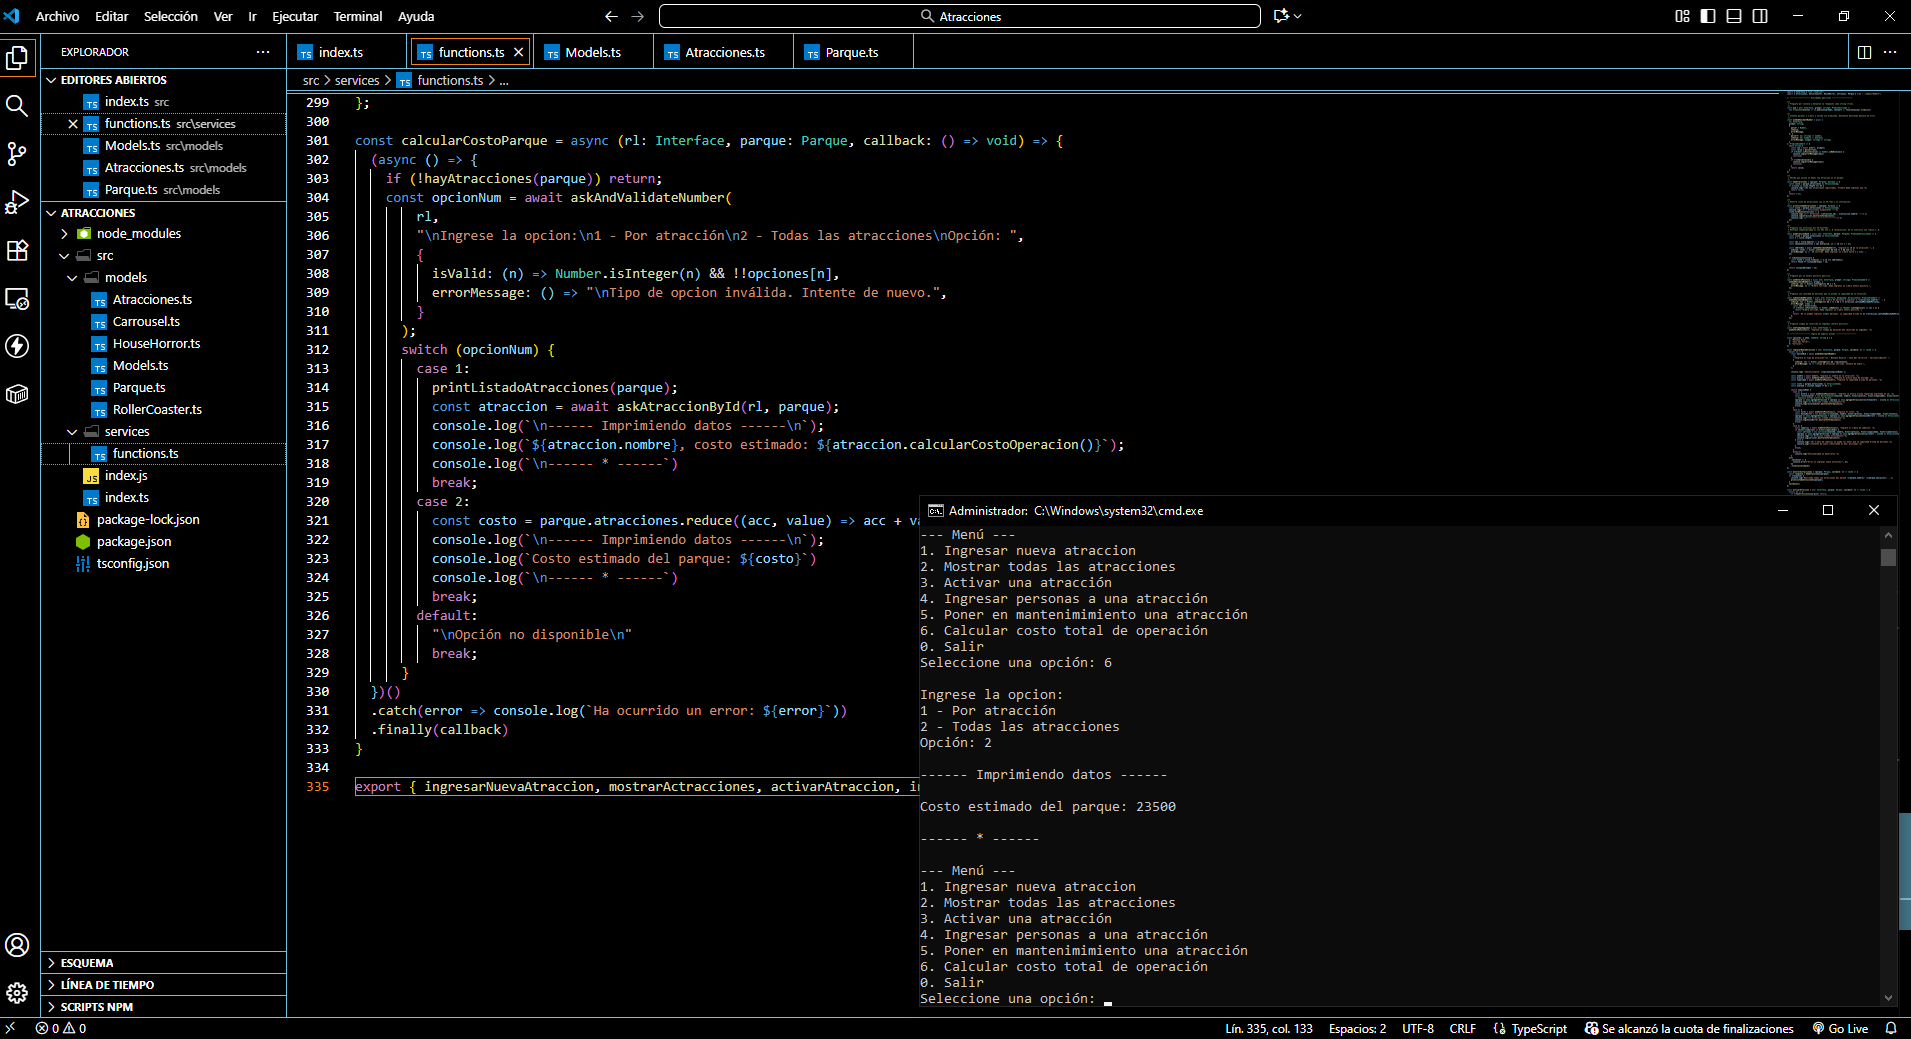 Archivo Editar Selección Ver Ir Ejecutar Terminal Ayuda
Atracciones
EXPLORADOR
EDITORES ABIERTOS
index.ts src
functions.ts src\services
Models.ts src\models
Atracciones.ts src\models
Parque.ts src\models
ATRACCIONES
node_modules
src
models
Atracciones.ts
Carrousel.ts
HouseHorror.ts
Models.ts
Parque.ts
RollerCoaster.ts
services
functions.ts
index.js
index.ts
package-lock.json
package.json
tsconfig.json
ESQUEMA
LÍNEA DE TIEMPO
SCRIPTS NPM
index.ts functions.ts Models.ts Atracciones.ts Parque.ts
src > services > functions.ts > ...
299 };
300
301 const calcularCostoParque = async (rl: Interface, parque: Parque, callback: () => void) => {
302 (async () => {
303 if (!hayAtracciones(parque)) return;
304 const opcionNum = await askAndValidateNumber(
305 rl,
306 "\nIngrese la opcion:\n1 - Por atracción\n2 - Todas las atracciones\nOpción: ",
307 {
308 isValid: (n) => Number.isInteger(n) && !!opciones[n],
309 errorMessage: () => "\nTipo de opcion inválida. Intente de nuevo.",
310 }
311 );
312 switch (opcionNum) {
313 case 1:
314 printListadoAtracciones(parque);
315 const atraccion = await askAtraccionById(rl, parque);
316 console.log(`\n------ Imprimiendo datos ------\n`);
317 console.log(`${atraccion.nombre}, costo estimado: ${atraccion.calcularCostoOperacion()}`);
318 console.log(`\n------ * ------`)
319 break;
320 case 2:
321 const costo = parque.atracciones.reduce((acc, value) => acc + va
322 console.log(`\n------ Imprimiendo datos ------\n`);
323 console.log(`Costo estimado del parque: ${costo}`)
324 console.log(`\n------ * ------`)
325 break;
326 default:
327 "\nOpción no disponible\n"
328 break;
329 }
330 })()
331 .catch(error => console.log(`Ha ocurrido un error: ${error}`))
332 .finally(callback)
333 }
334
335 export { ingresarNuevaAtraccion, mostrarActracciones, activarAtraccion, i
Administrador: C:\Windows\system32\cmd.exe
--- Menú ---
1. Ingresar nueva atraccion
2. Mostrar todas las atracciones
3. Activar una atracción
4. Ingresar personas a una atracción
5. Poner en mantenimimiento una atracción
6. Calcular costo total de operación
0. Salir
Seleccione una opción: 6
Ingrese la opcion:
1 - Por atracción
2 - Todas las atracciones
Opción: 2
------ Imprimiendo datos ------
Costo estimado del parque: 23500
------ * ------
--- Menú ---
1. Ingresar nueva atraccion
2. Mostrar todas las atracciones
3. Activar una atracción
4. Ingresar personas a una atracción
5. Poner en mantenimimiento una atracción
6. Calcular costo total de operación
0. Salir
Seleccione una opción:
0 0 Lín. 335, col. 133 Espacios: 2 UTF-8 CRLF {} TypeScript Se alcanzó la cuota de finalizaciones Go Live